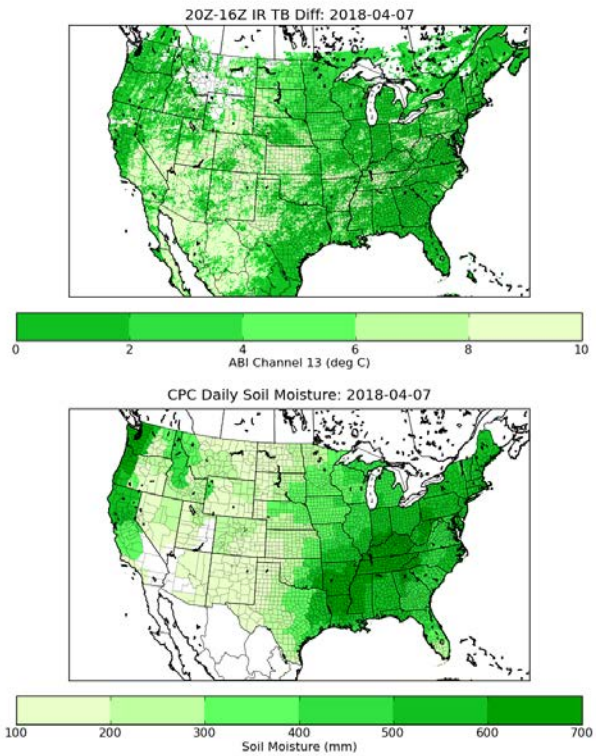 20Z-16Z IR TB Diff: 2018-04-07
0 2 4 6 8 10
ABI Channel 13 (deg C)
CPC Daily Soil Moisture: 2018-04-07
100 200 300 400 500 600 700
Soil Moisture (mm)